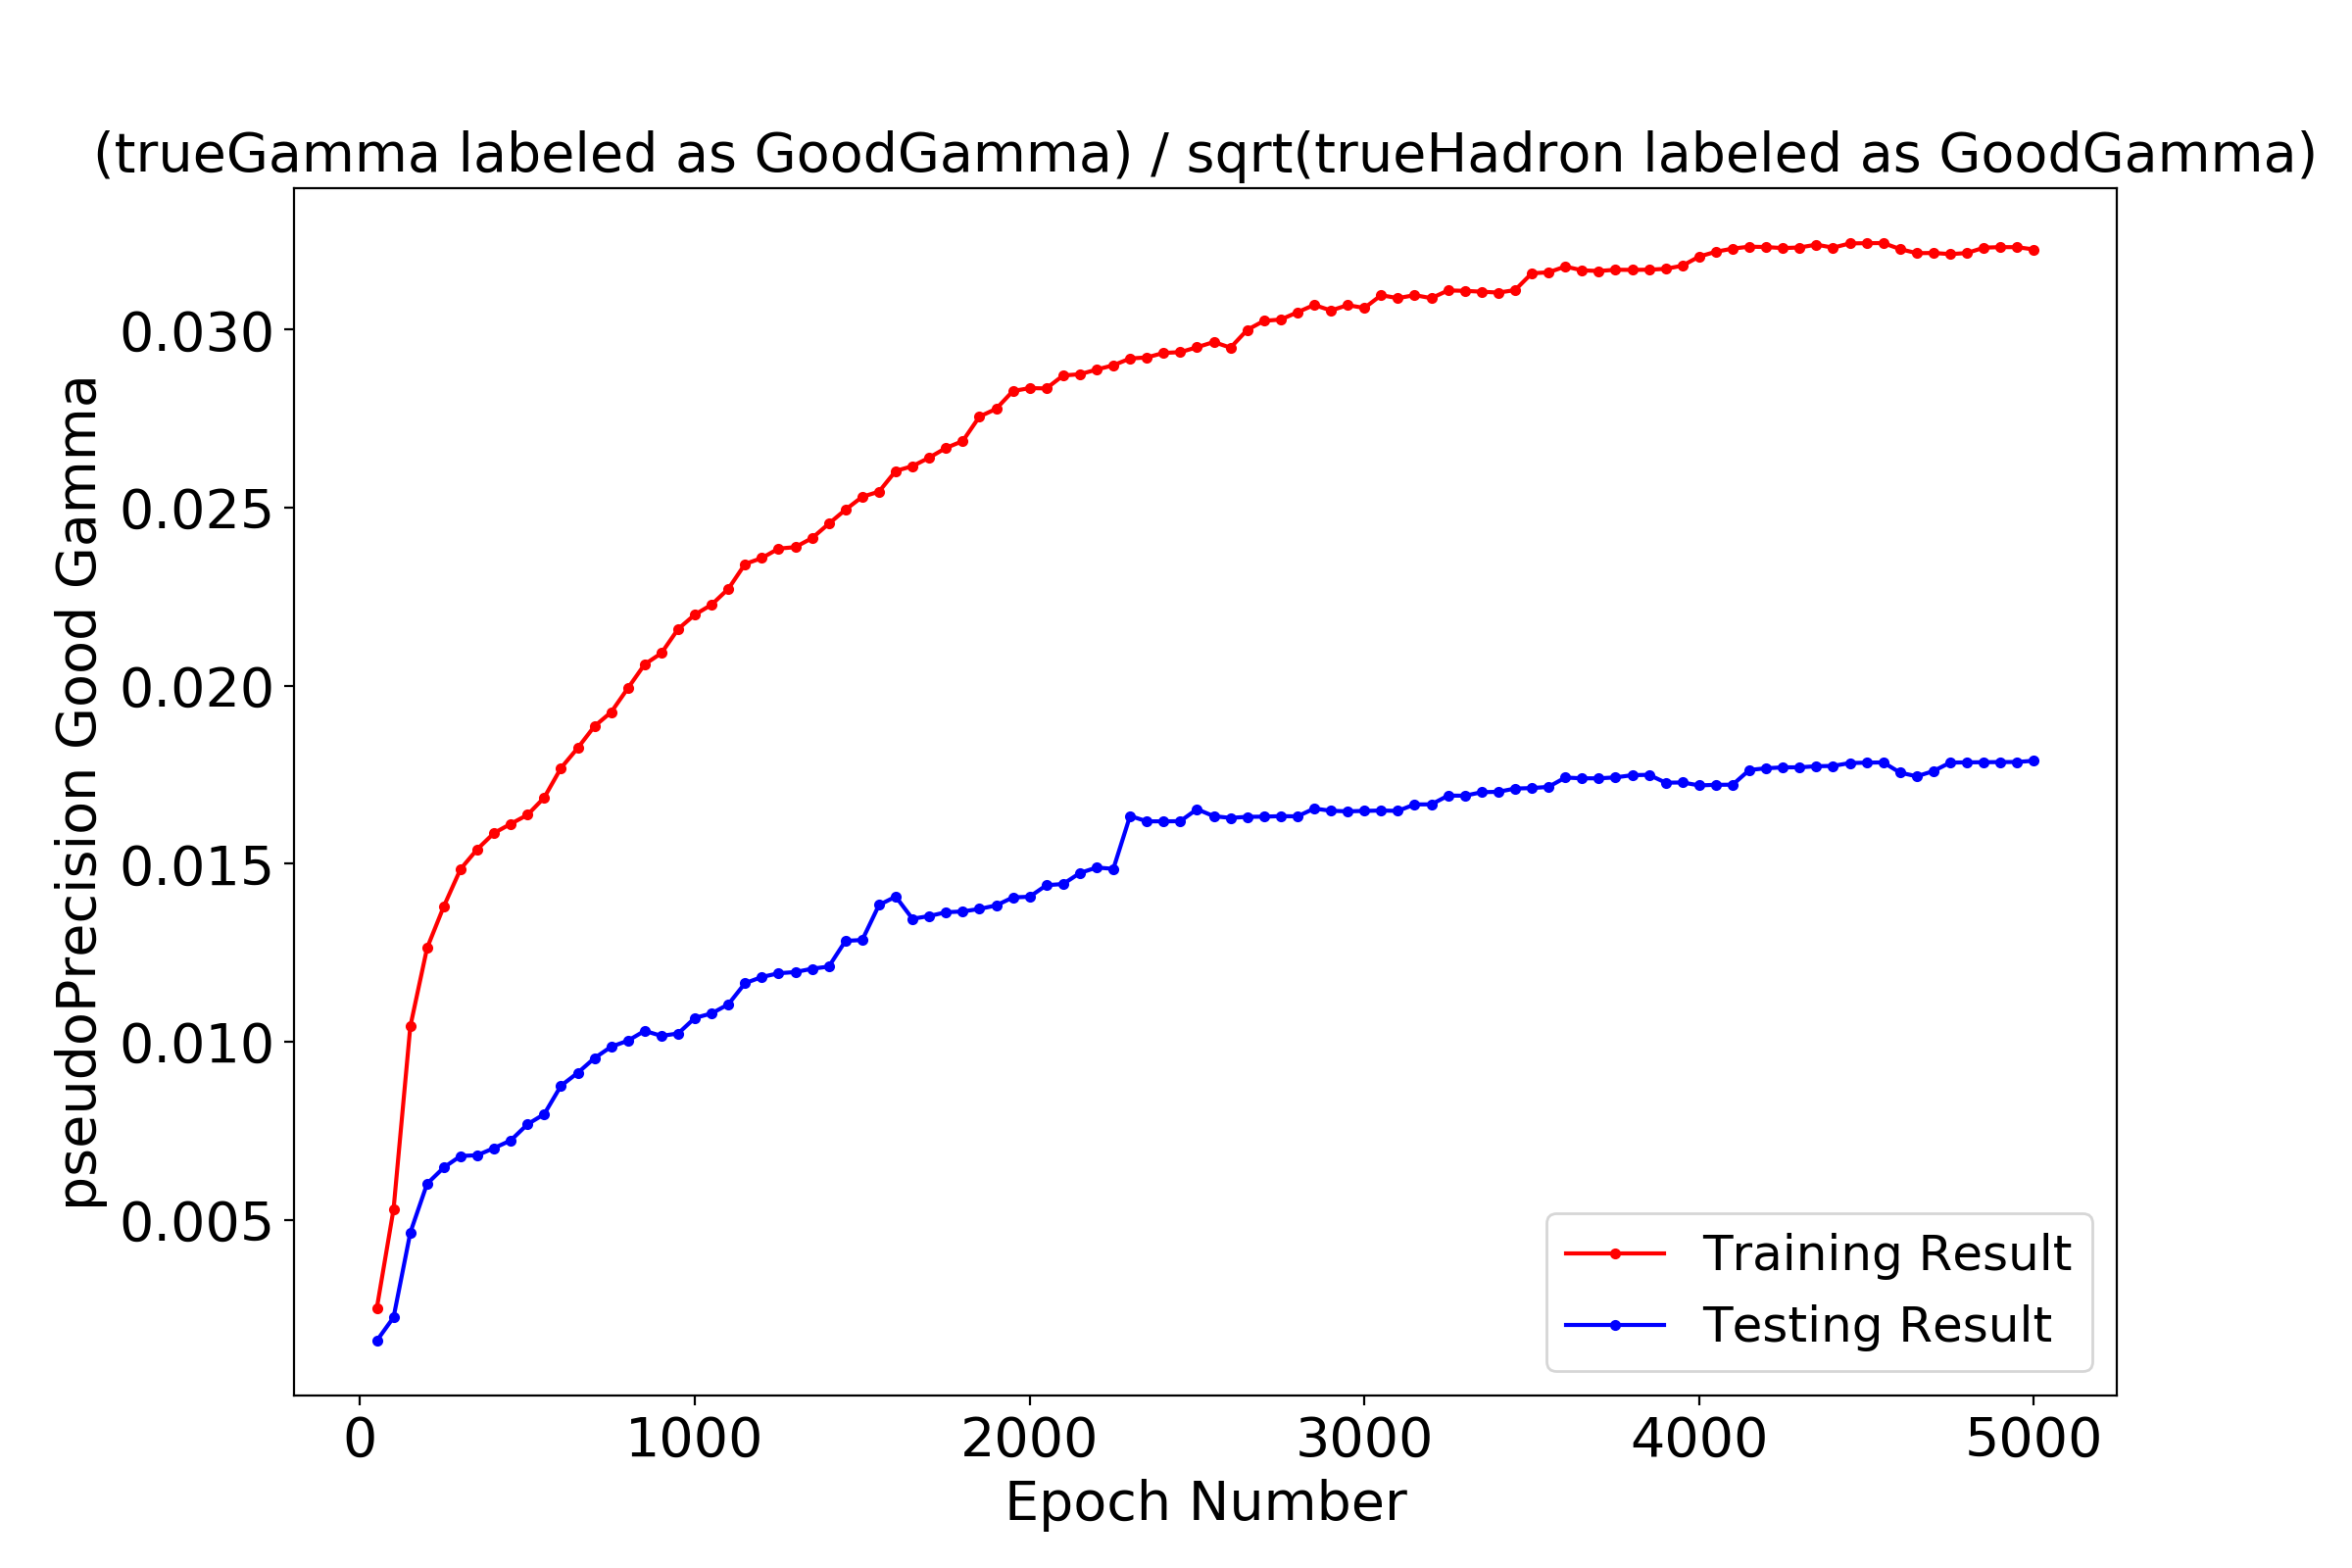 (trueGamma labeled as GoodGamma) / sqrt(trueHadron labeled as GoodGamma)
pseudoPrecision Good Gamma
0.030
0.025
0.020
0.015
0.010
0.005
Training Result
Testing Result
0 1000 2000 3000 4000 5000
Epoch Number